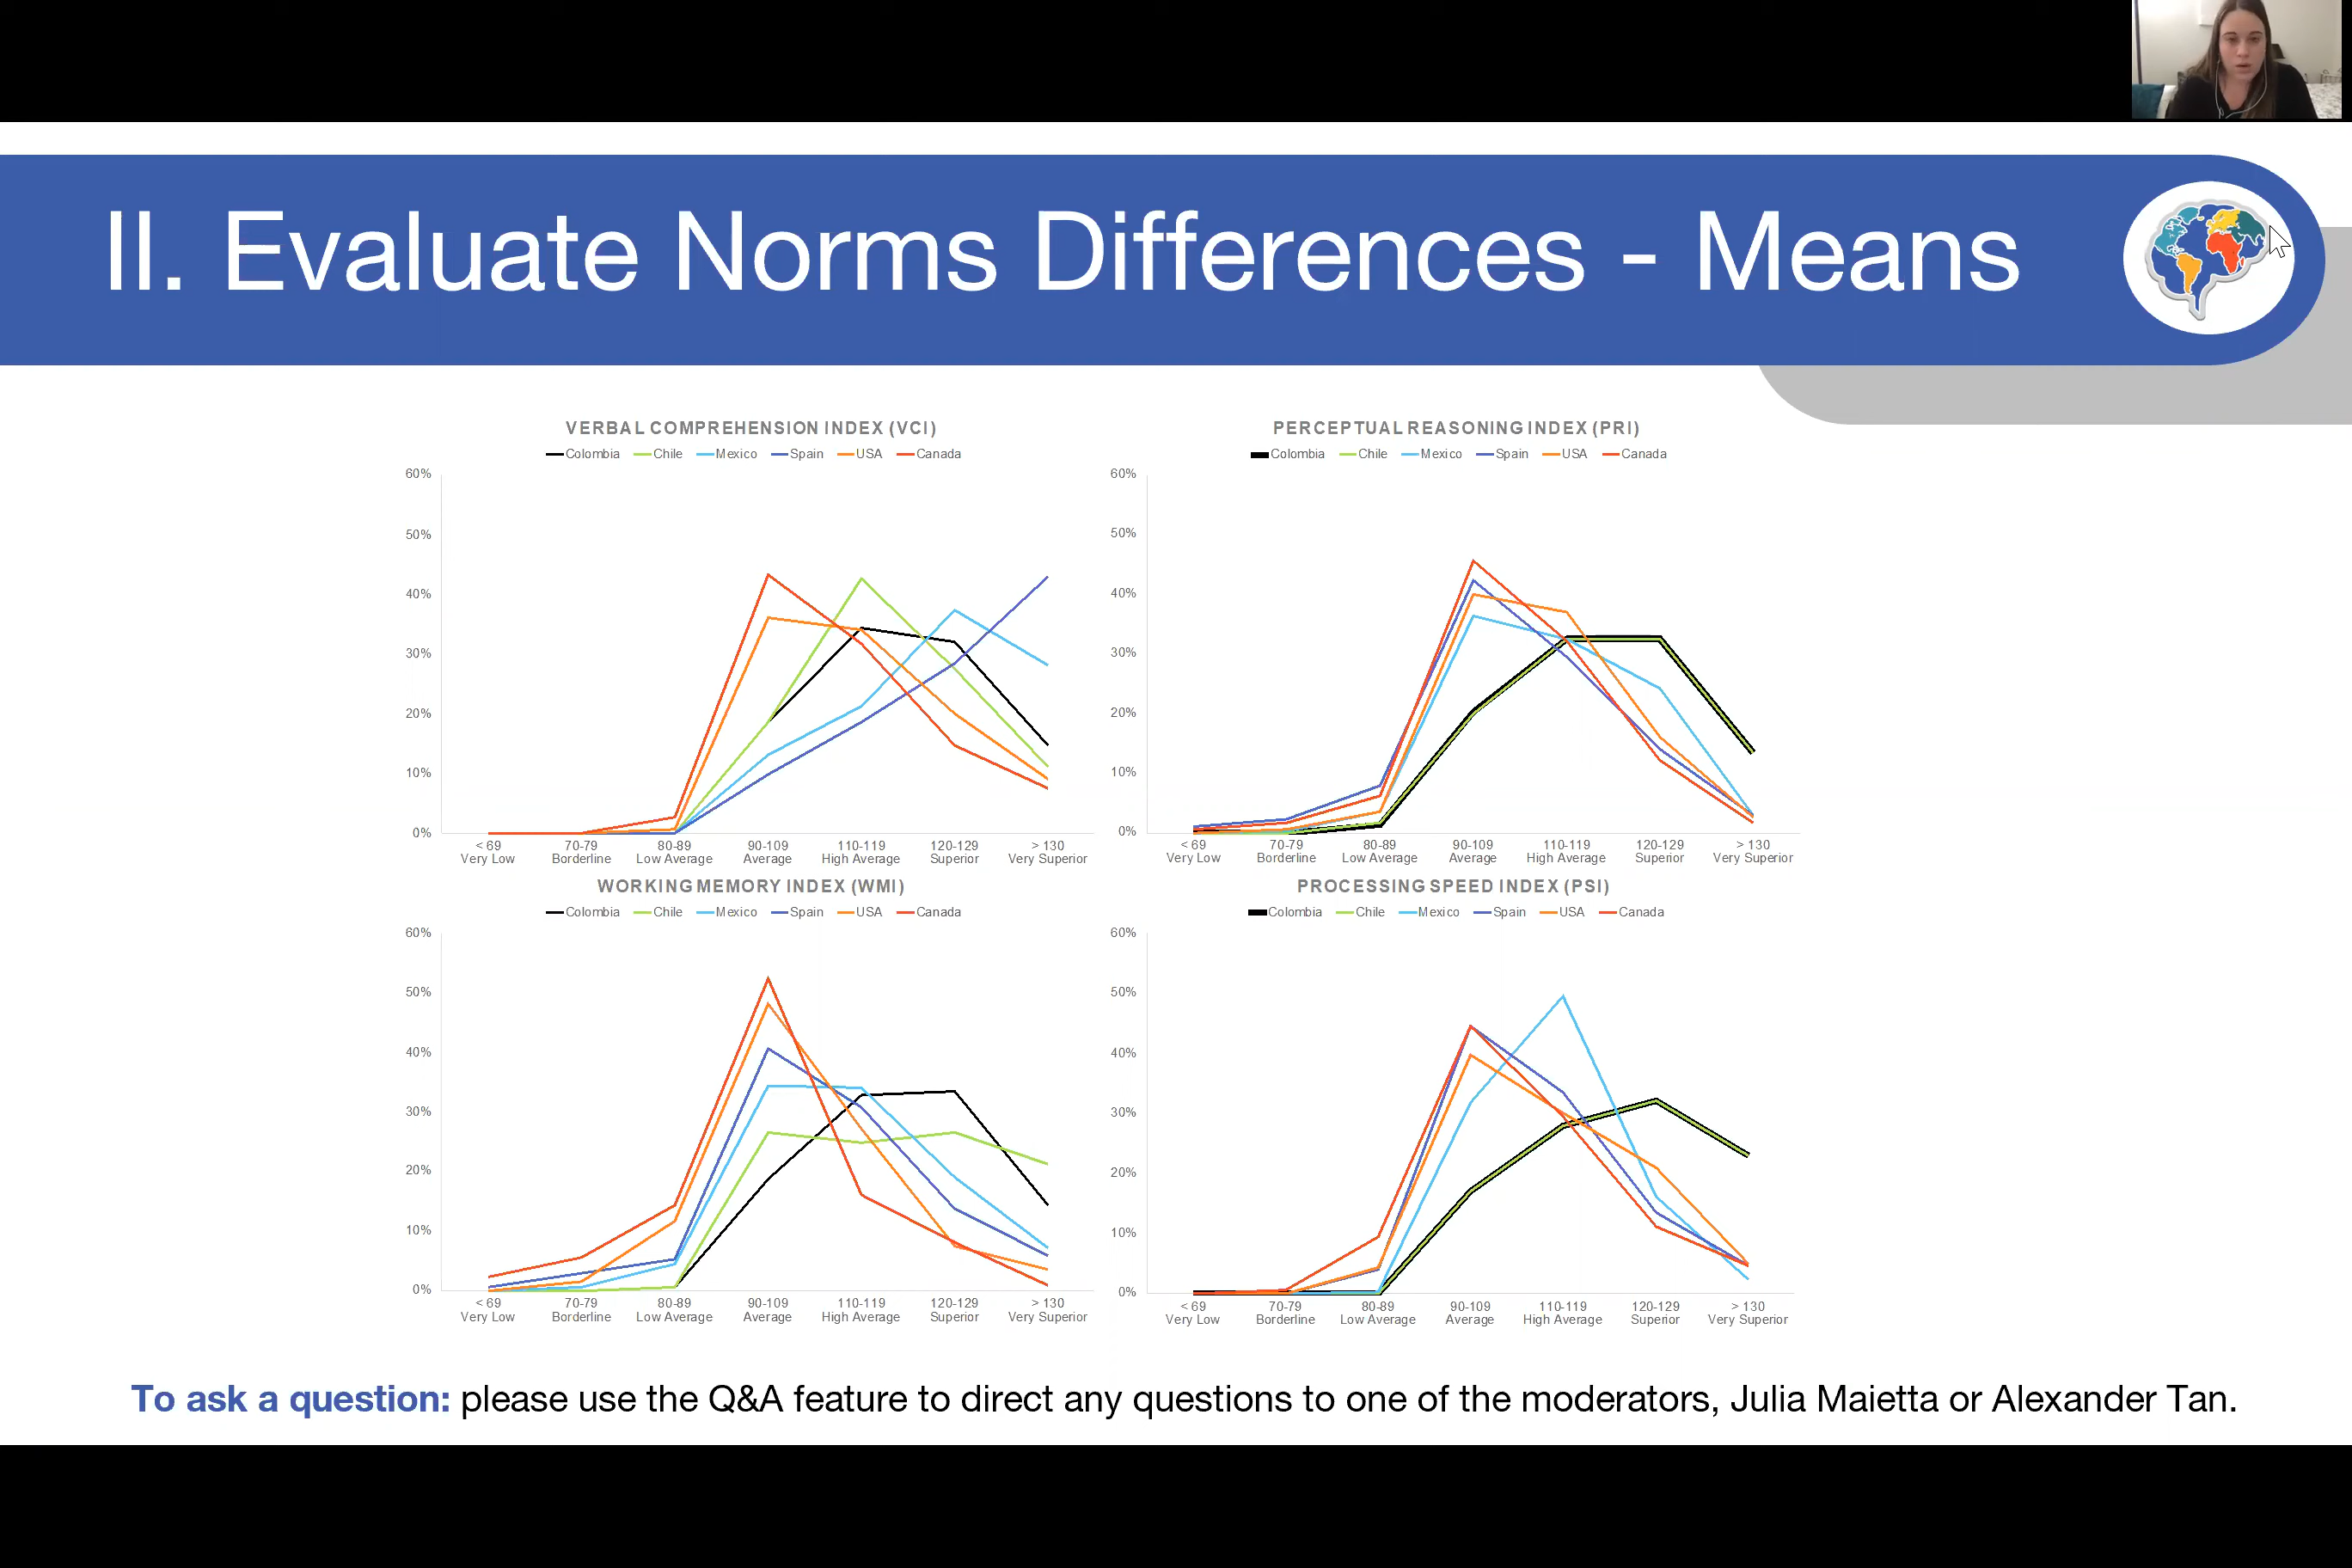 II. Evaluate Norms Differences - Means
VERBAL COMPREHENSION INDEX (VCI)
Colombia Chile Mexico Spain USA Canada
60%
50%
40%
30%
20%
10%
0%
< 69 70-79 80-89 90-109 110-119 120-129 > 130
Very Low Borderline Low Average Average High Average Superior Very Superior
PERCEPTUAL REASONING INDEX (PRI)
Colombia Chile Mexico Spain USA Canada
60%
50%
40%
30%
20%
10%
0%
< 69 70-79 80-89 90-109 110-119 120-129 > 130
Very Low Borderline Low Average Average High Average Superior Very Superior
WORKING MEMORY INDEX (WMI)
Colombia Chile Mexico Spain USA Canada
60%
50%
40%
30%
20%
10%
0%
< 69 70-79 80-89 90-109 110-119 120-129 > 130
Very Low Borderline Low Average Average High Average Superior Very Superior
PROCESSING SPEED INDEX (PSI)
Colombia Chile Mexico Spain USA Canada
60%
50%
40%
30%
20%
10%
0%
< 69 70-79 80-89 90-109 110-119 120-129 > 130
Very Low Borderline Low Average Average High Average Superior Very Superior
To ask a question: please use the Q&A feature to direct any questions to one of the moderators, Julia Maietta or Alexander Tan.